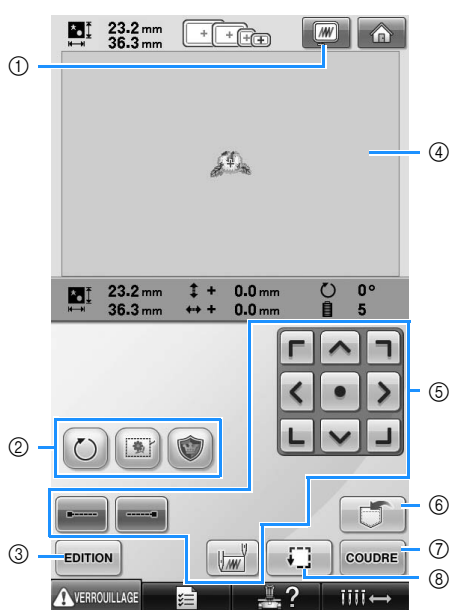 23.2 mm
36.3 mm
①
④
23.2 mm + 0.0 mm 0°
36.3 mm + 0.0 mm 5
⑤
②
⑥
③ EDITION COUDRE ⑦
⑧
VERROUILLAGE ?